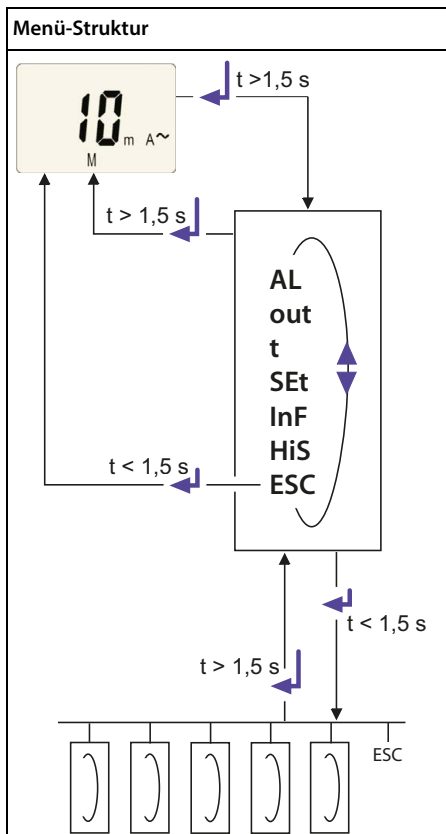 Menü-Struktur
t >1,5 s
10 m A~
M
t > 1,5 s
AL
out
t
SEt
InF
HiS
ESC
t < 1,5 s
t < 1,5 s
t > 1,5 s
ESC